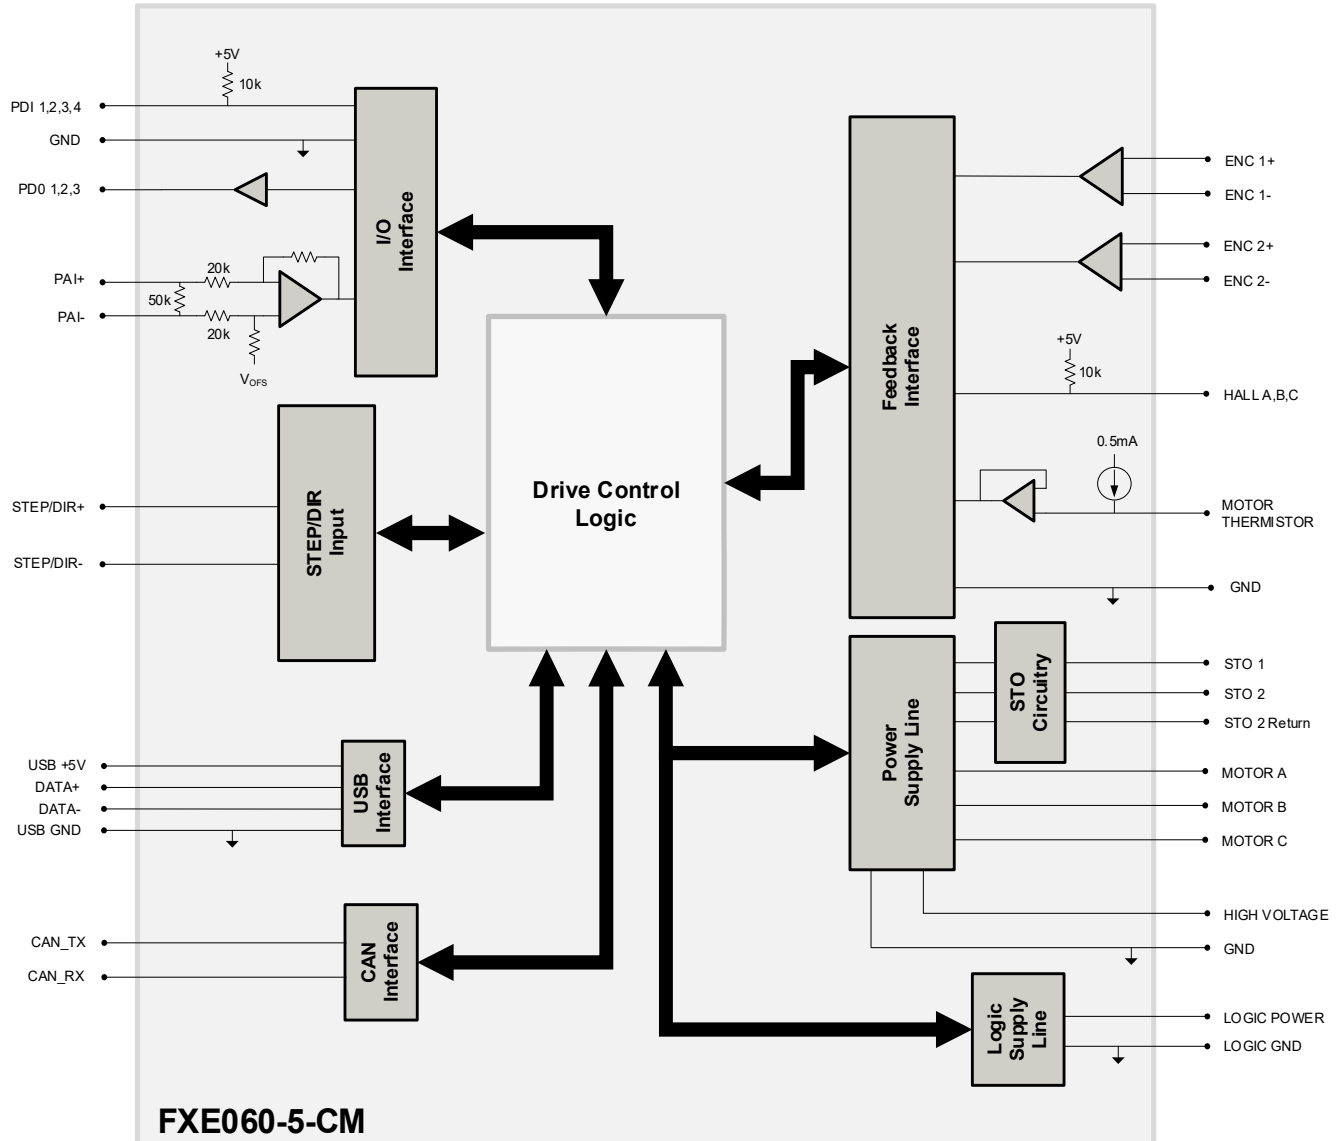 +5V
10k
PDI 1,2,3,4
GND
PD0 1,2,3
PAI+
20k
50k
PAI-
20k
VOFS
I/O
Interface
STEP/DIR+
STEP/DIR-
STEP/DIR
Input
Drive Control
Logic
USB +5V
DATA+
DATA-
USB GND
USB
Interface
CAN_TX
CAN_RX
CAN
Interface
Feedback
Interface
ENC 1+
ENC 1-
ENC 2+
ENC 2-
+5V
10k
HALL A,B,C
0.5mA
MOTOR
THERMISTOR
GND
Power
Supply Line
STO
Circuitry
STO 1
STO 2
STO 2 Return
MOTOR A
MOTOR B
MOTOR C
HIGH VOLTAGE
GND
Logic
Supply
Line
LOGIC POWER
LOGIC GND
FXE060-5-CM